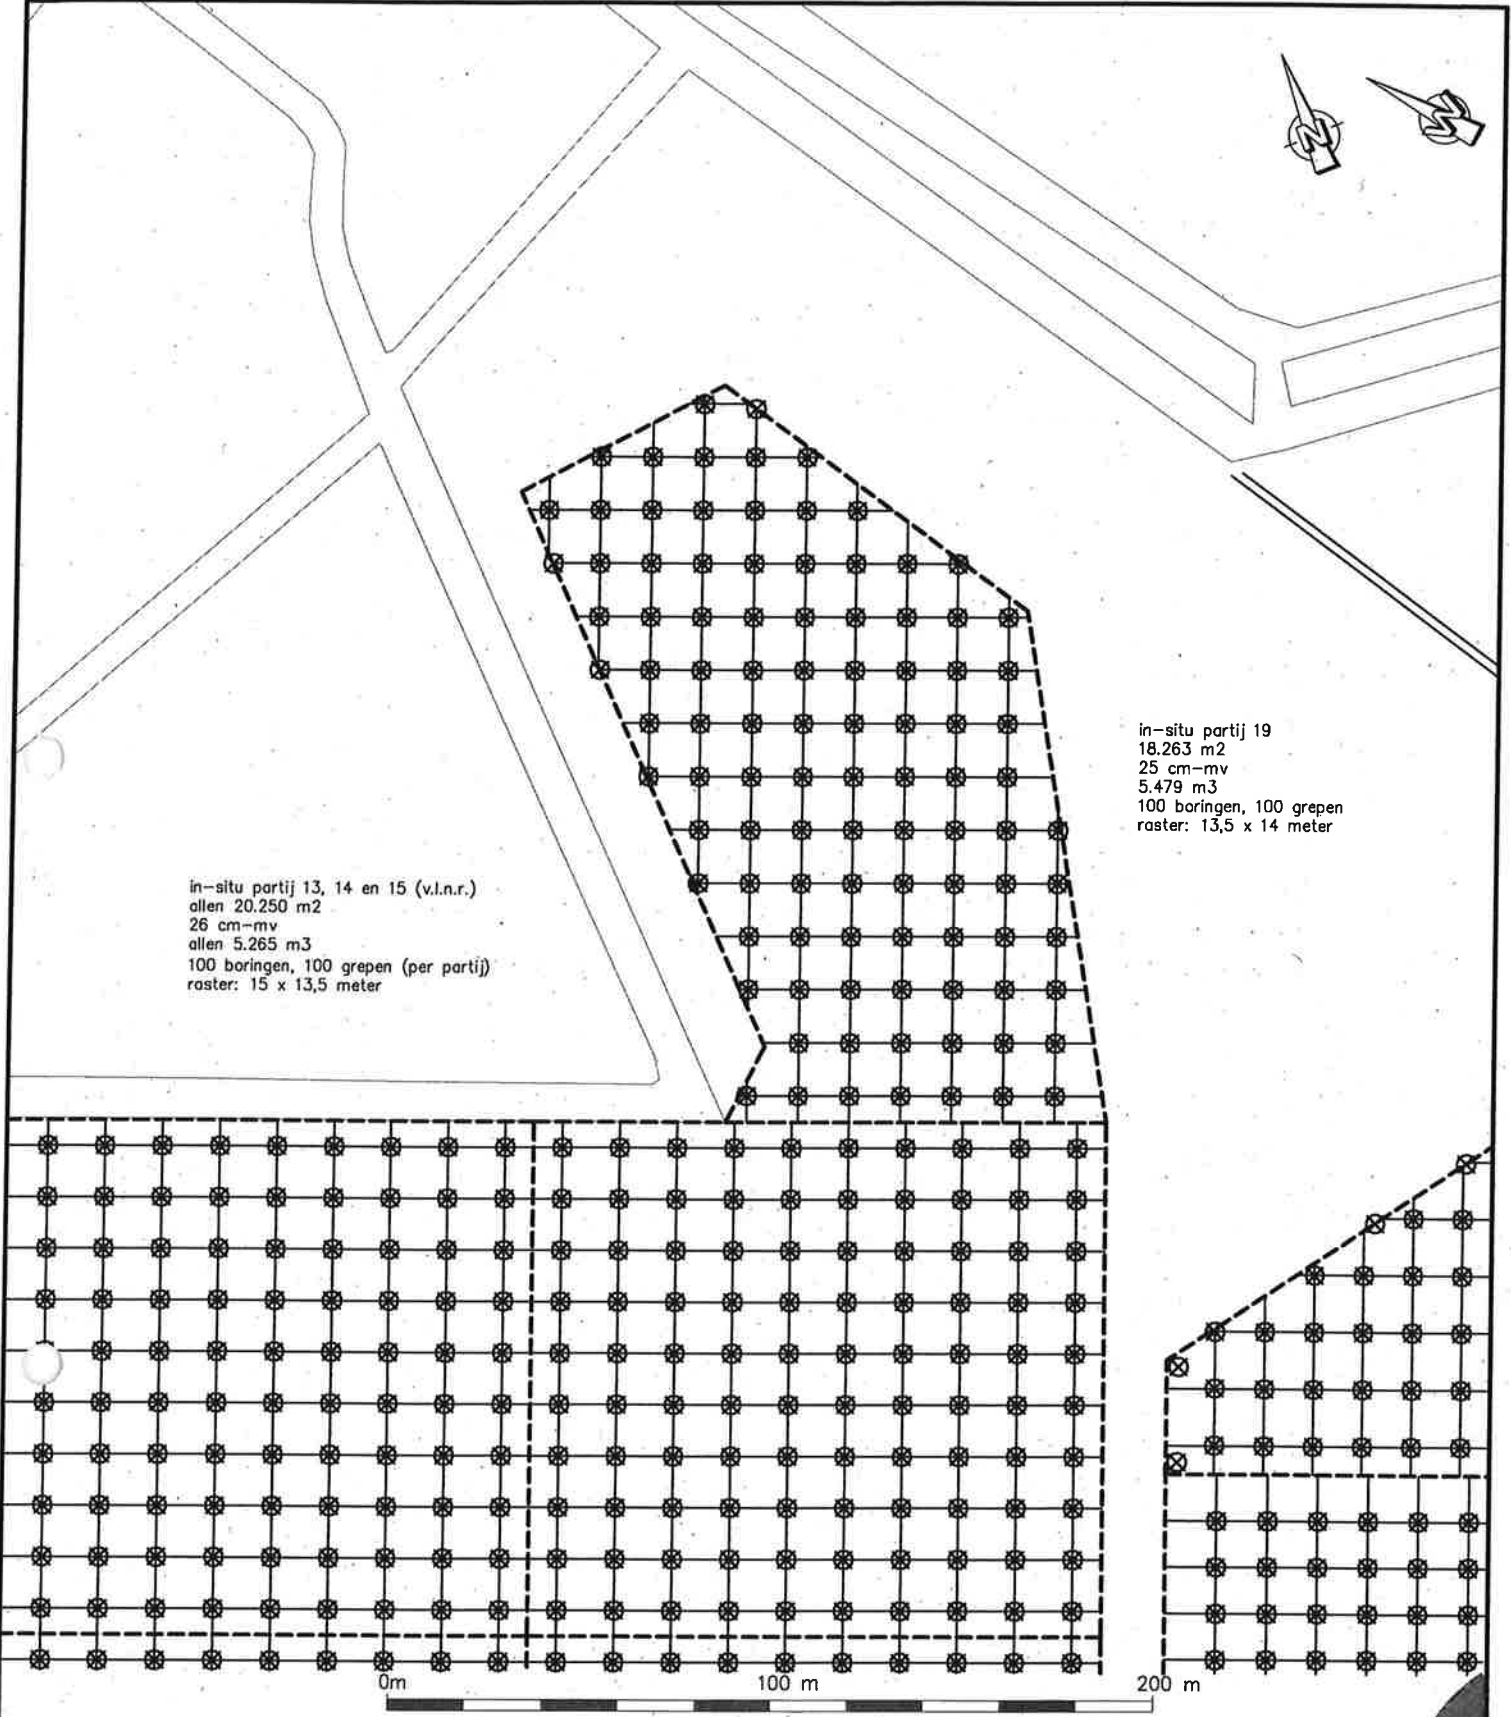 N
N
in-situ partij 19
18.263 m2
25 cm-mv
5.479 m3
100 boringen, 100 grepen
raster: 13,5 x 14 meter
in-situ partij 13, 14 en 15 (v.l.n.r.)
allen 20.250 m2
26 cm-mv
allen 5.265 m3
100 boringen, 100 grepen (per partij)
raster: 15 x 13,5 meter
0m 100 m 200 m